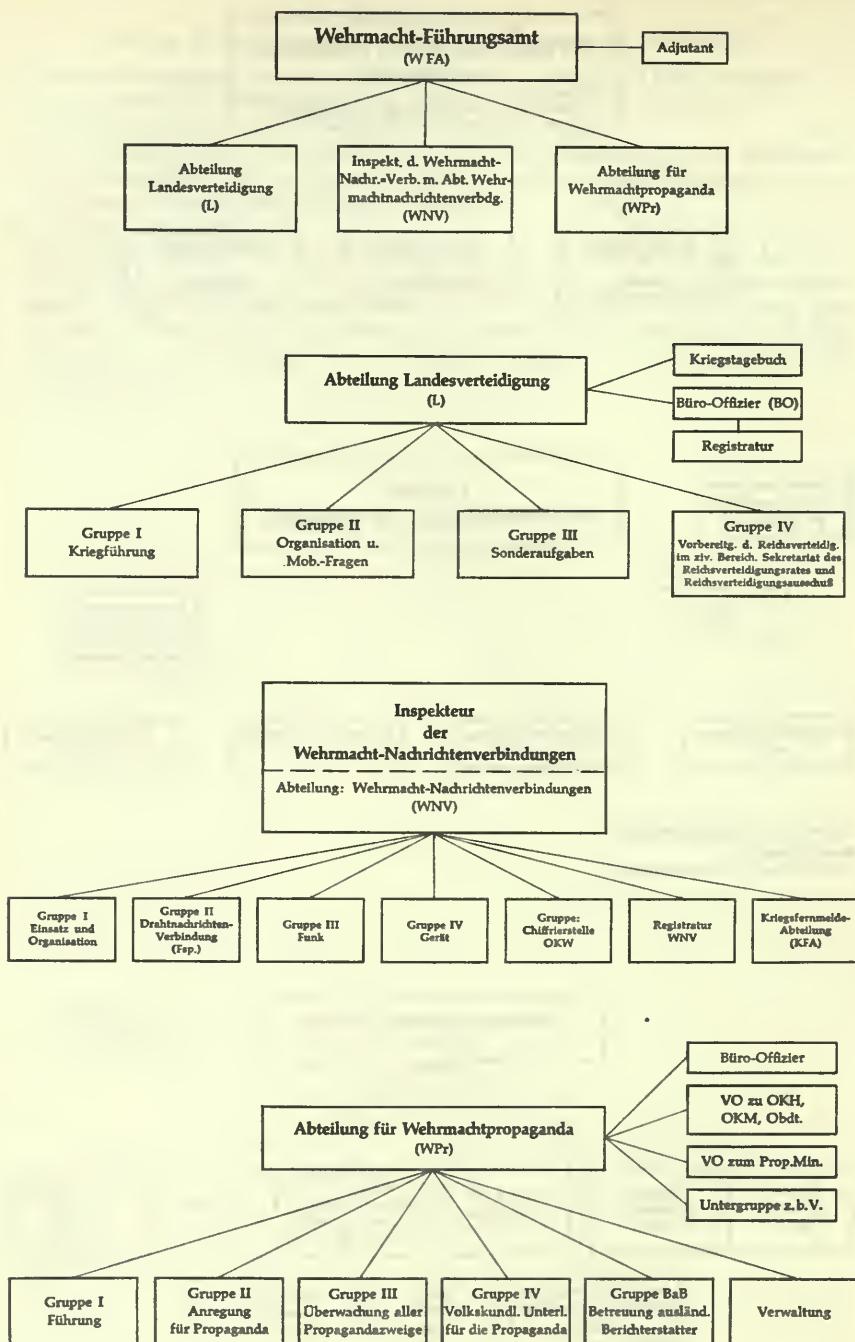 Wehrmacht-Führungsamt
(W FA)
Adjutant
Abteilung
Landesverteidigung
(L)
Inspekt. d. Wehrmacht-
Nachr.=Verb. m. Abt. Wehr-
machtnachrichtenverbdg.
(WNV)
Abteilung für
Wehrmachtpropaganda
(WPr)
Abteilung Landesverteidigung
(L)
Kriegstagebuch
Büro-Offizier (BO)
Registratur
Gruppe I
Kriegführung
Gruppe II
Organisation u.
Mob.-Fragen
Gruppe III
Sonderaufgaben
Gruppe IV
Vorbereitg. d. Reichsverteidig.
im ziv. Bereich. Sekretariat des
Reichsverteidigungsrates und
Reichsverteidigungsausschuß
Inspekteur
der
Wehrmacht-Nachrichtenverbindungen
Abteilung: Wehrmacht-Nachrichtenverbindungen
(WNV)
Gruppe I
Einsatz und
Organisation
Gruppe II
Drahtnachrichten-
Verbindung
(Fsp.)
Gruppe III
Funk
Gruppe IV
Gerät
Gruppe:
Chiffrierstelle
OKW
Registratur
WNV
Kriegsfernmelde-
Abteilung
(KFA)
Abteilung für Wehrmachtpropaganda
(WPr)
Büro-Offizier
VO zu OKH,
OKM, Obdt.
VO zum Prop.Min.
Untergruppe z.b.V.
Gruppe I
Führung
Gruppe II
Anregung
für Propaganda
Gruppe III
Überwachung aller
Propagandazweige
Gruppe IV
Volkskundl. Unterl.
für die Propaganda
Gruppe BaB
Betreuung ausländ.
Berichterstatter
Verwaltung